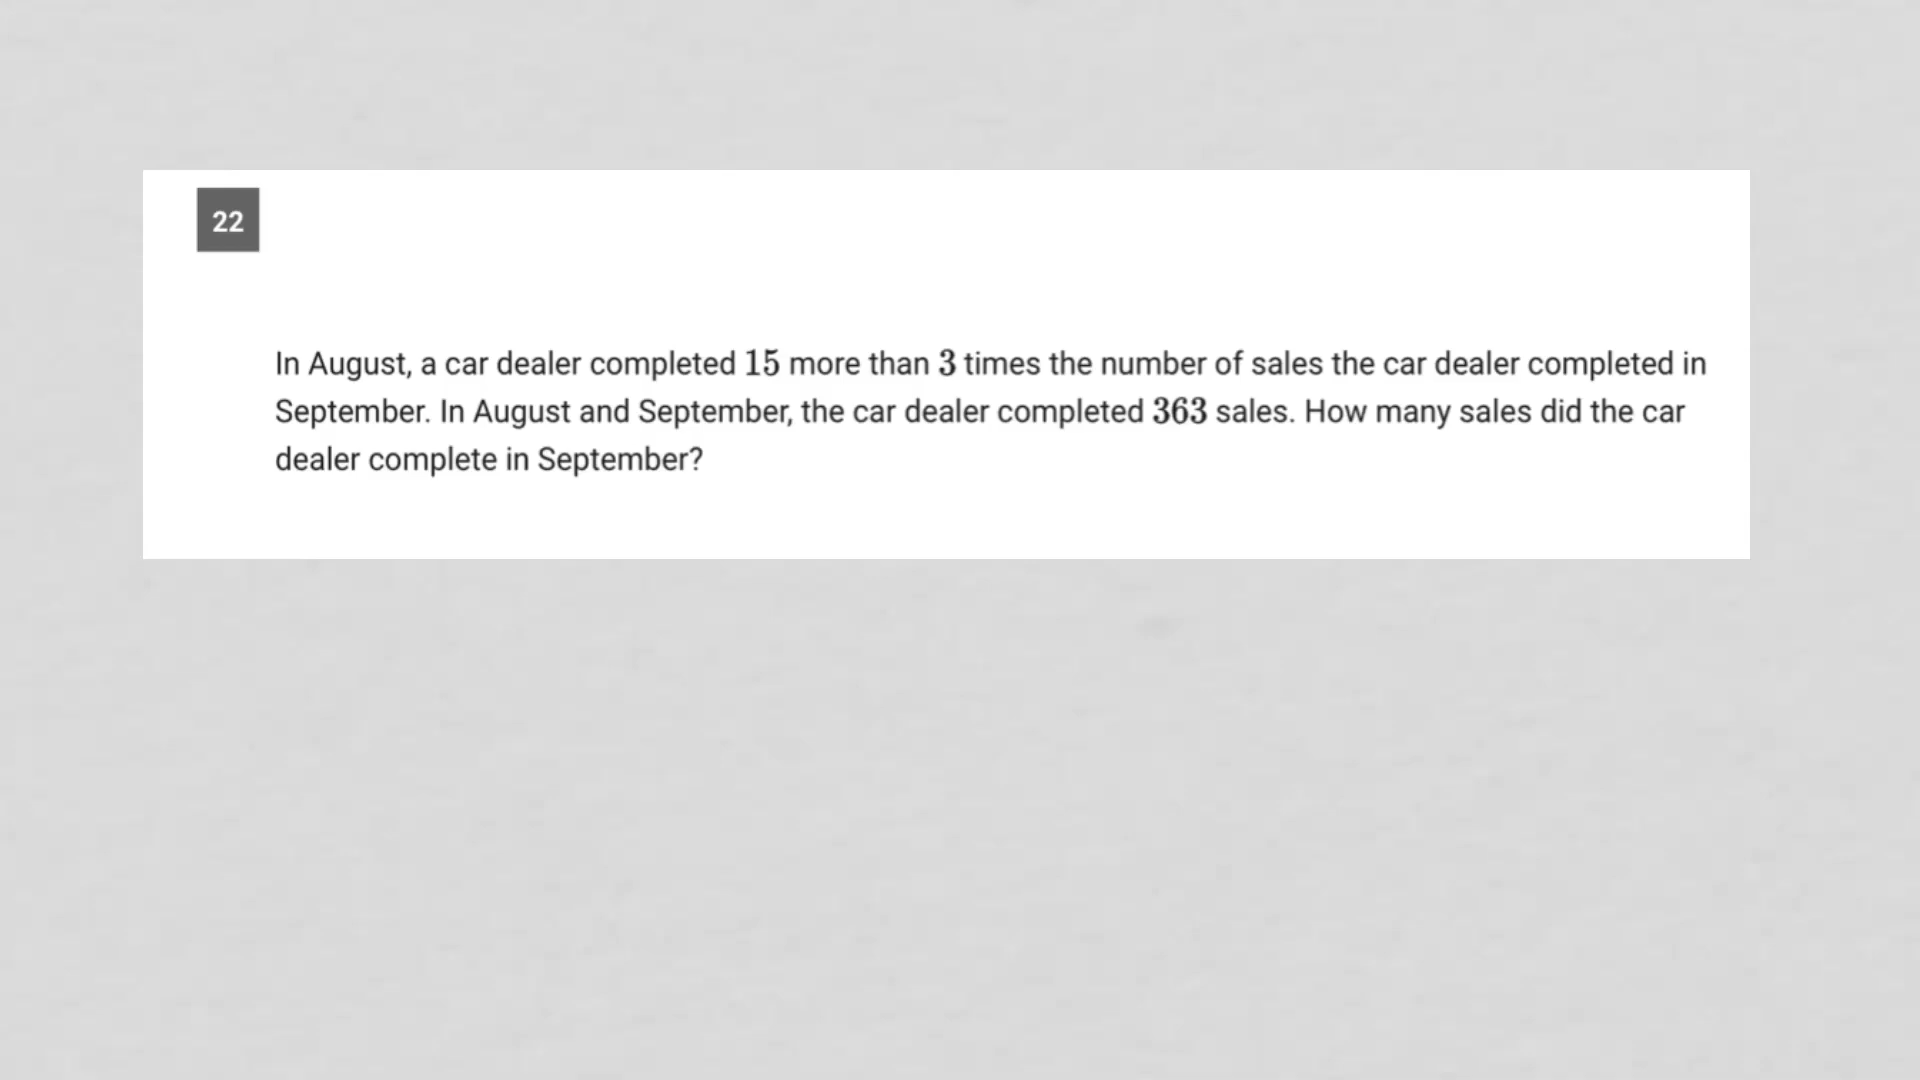 22
In August, a car dealer completed 15 more than 3 times the number of sales the car dealer completed in
September. In August and September, the car dealer completed 363 sales. How many sales did the car
dealer complete in September?